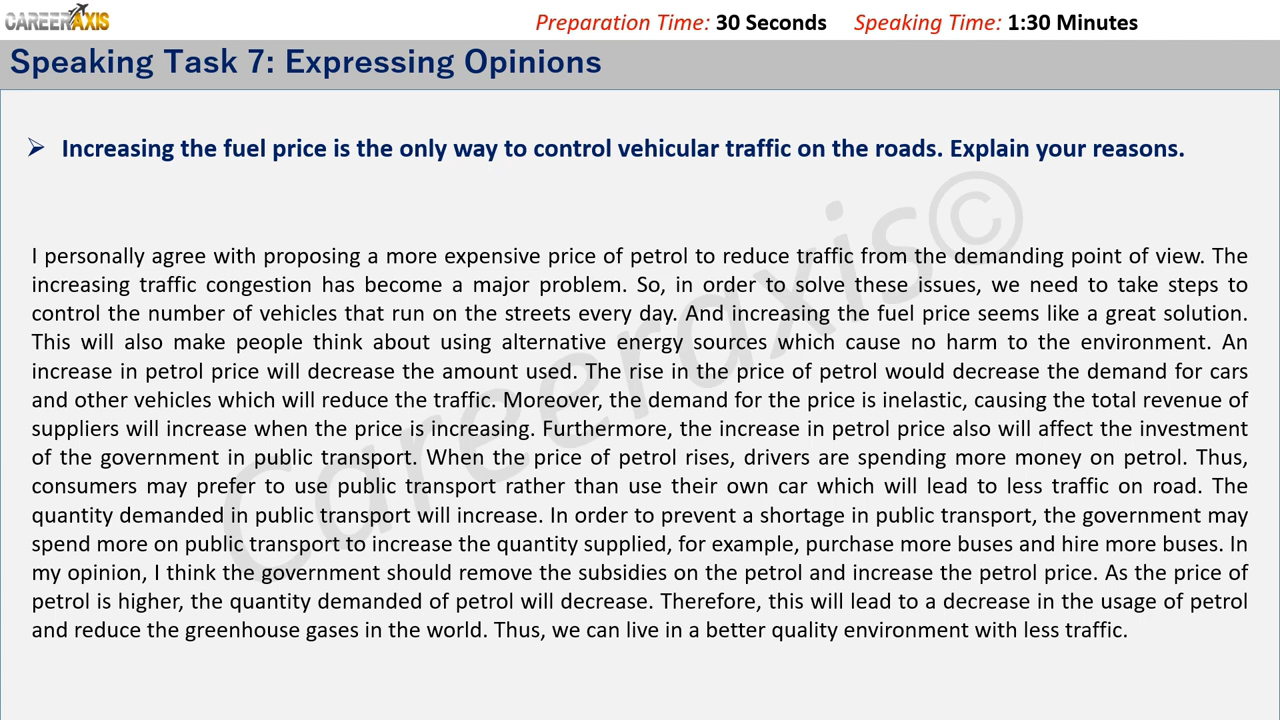 CAREERAXIS
Preparation Time: 30 Seconds Speaking Time: 1:30 Minutes
Speaking Task 7: Expressing Opinions
➢ Increasing the fuel price is the only way to control vehicular traffic on the roads. Explain your reasons.
I personally agree with proposing a more expensive price of petrol to reduce traffic from the demanding point of view. The
increasing traffic congestion has become a major problem. So, in order to solve these issues, we need to take steps to
control the number of vehicles that run on the streets every day. And increasing the fuel price seems like a great solution.
This will also make people think about using alternative energy sources which cause no harm to the environment. An
increase in petrol price will decrease the amount used. The rise in the price of petrol would decrease the demand for cars
and other vehicles which will reduce the traffic. Moreover, the demand for the price is inelastic, causing the total revenue of
suppliers will increase when the price is increasing. Furthermore, the increase in petrol price also will affect the investment
of the government in public transport. When the price of petrol rises, drivers are spending more money on petrol. Thus,
consumers may prefer to use public transport rather than use their own car which will lead to less traffic on road. The
quantity demanded in public transport will increase. In order to prevent a shortage in public transport, the government may
spend more on public transport to increase the quantity supplied, for example, purchase more buses and hire more buses. In
my opinion, I think the government should remove the subsidies on the petrol and increase the petrol price. As the price of
petrol is higher, the quantity demanded of petrol will decrease. Therefore, this will lead to a decrease in the usage of petrol
and reduce the greenhouse gases in the world. Thus, we can live in a better quality environment with less traffic.
Careeraxis©